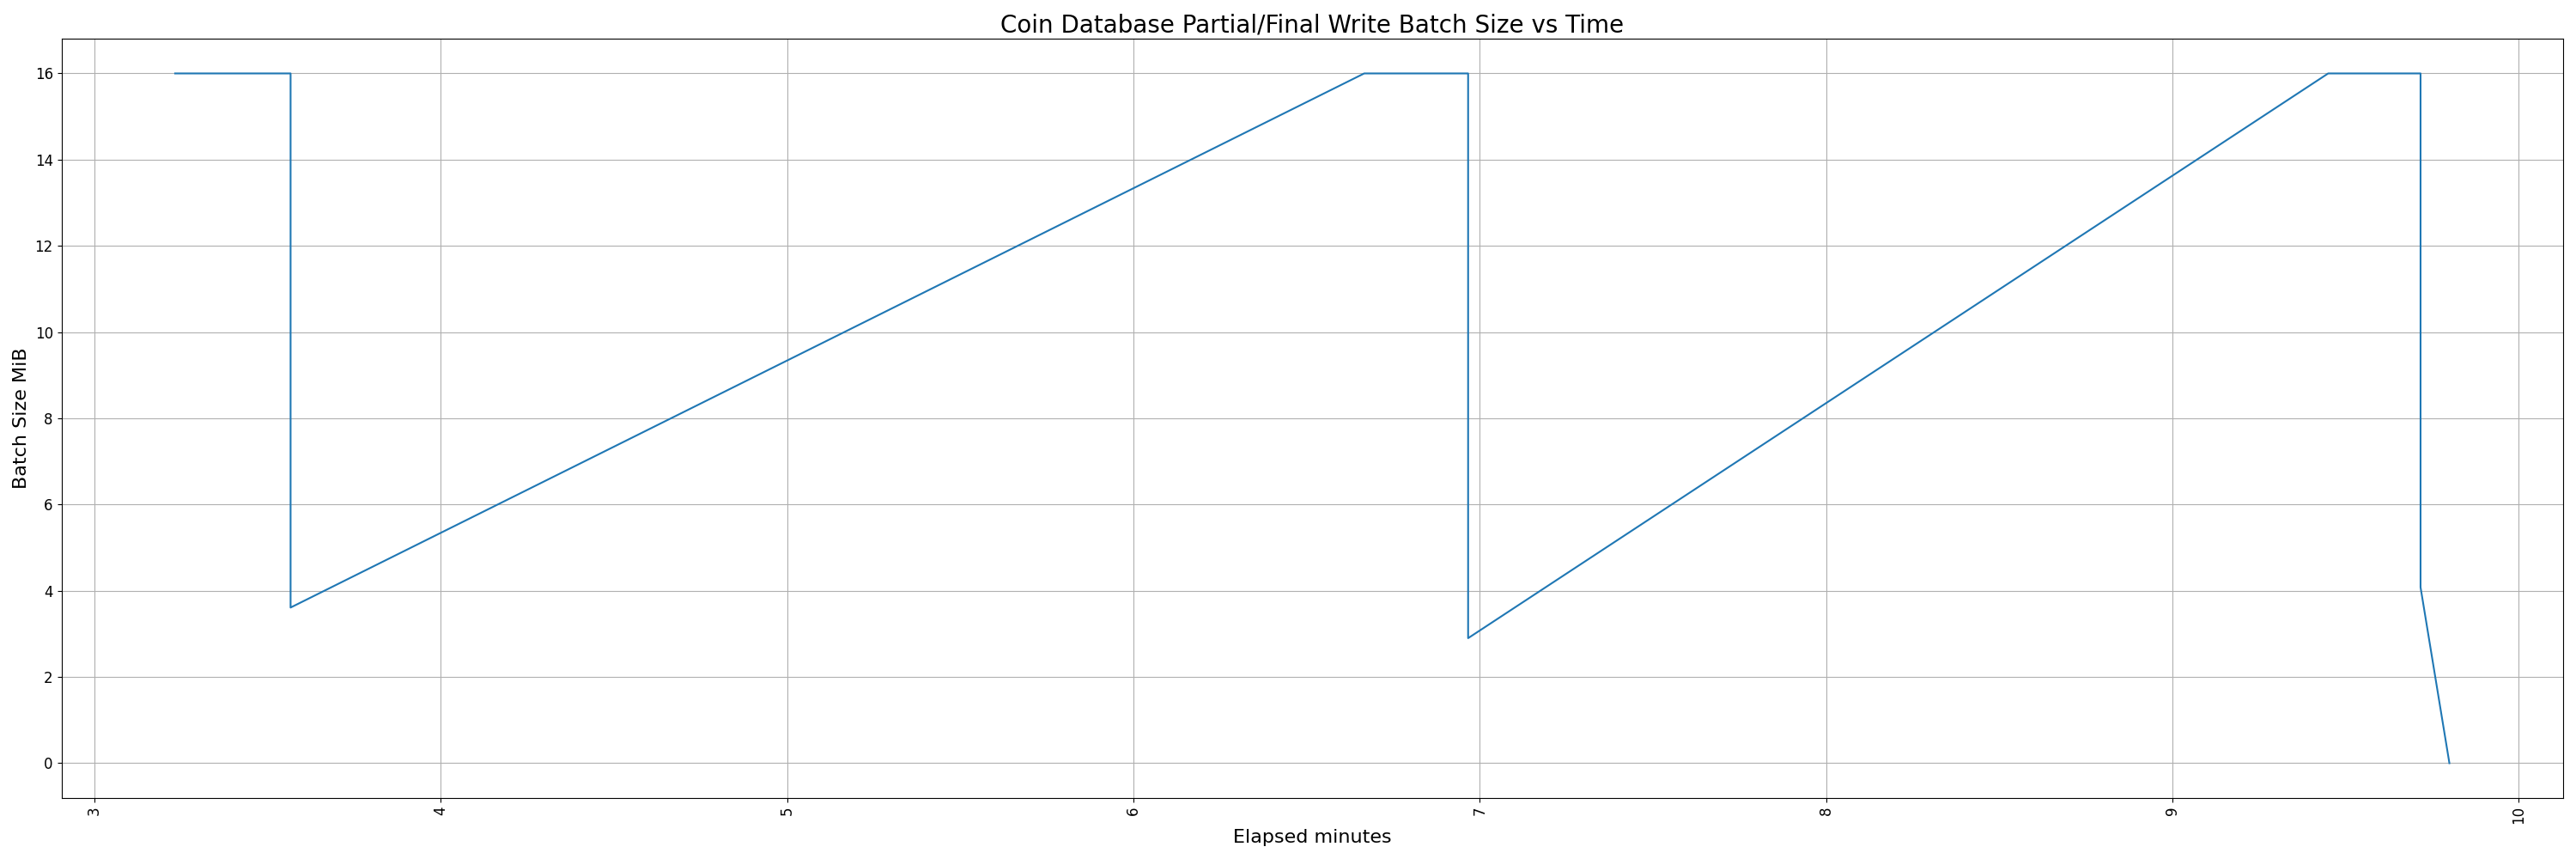 Coin Database Partial/Final Write Batch Size vs Time
Batch Size MiB
16
14
12
10
8
6
4
2
0
3 4 5 6 7 8 9 10
Elapsed minutes